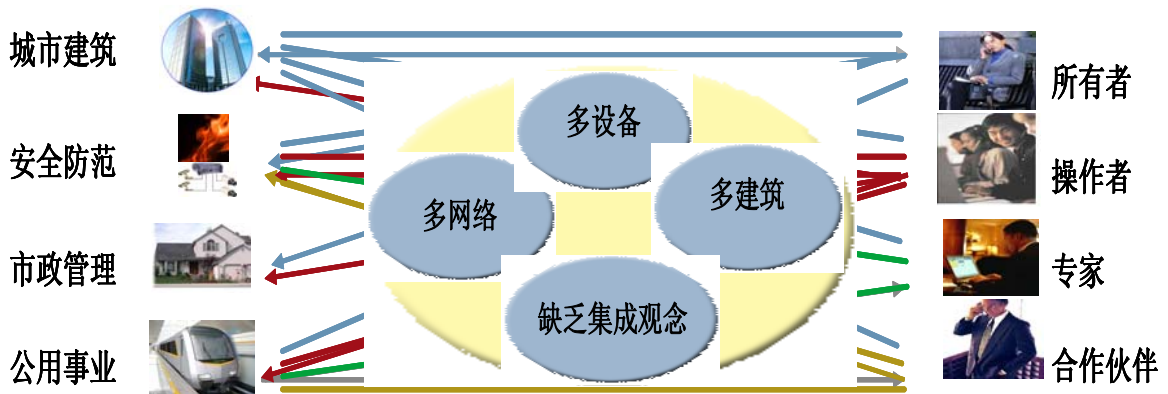 城市建筑
安全防范
市政管理
公用事业
多设备
多网络
多建筑
缺乏集成观念
所有者
操作者
专家
合作伙伴